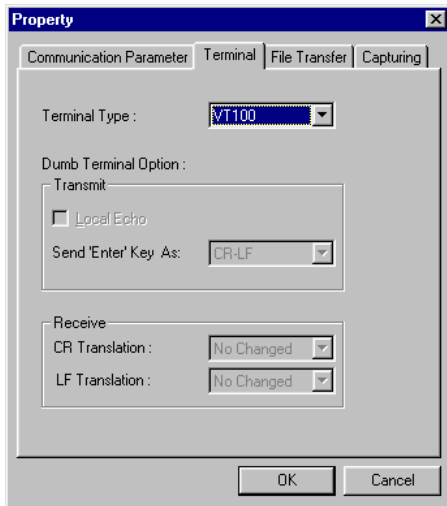 Property
Communication Parameter Terminal File Transfer Capturing
Terminal Type : VT100
Dumb Terminal Option :
Transmit
Local Echo
Send 'Enter' Key As: CR-LF
Receive
CR Translation : No Changed
LF Translation : No Changed
OK Cancel